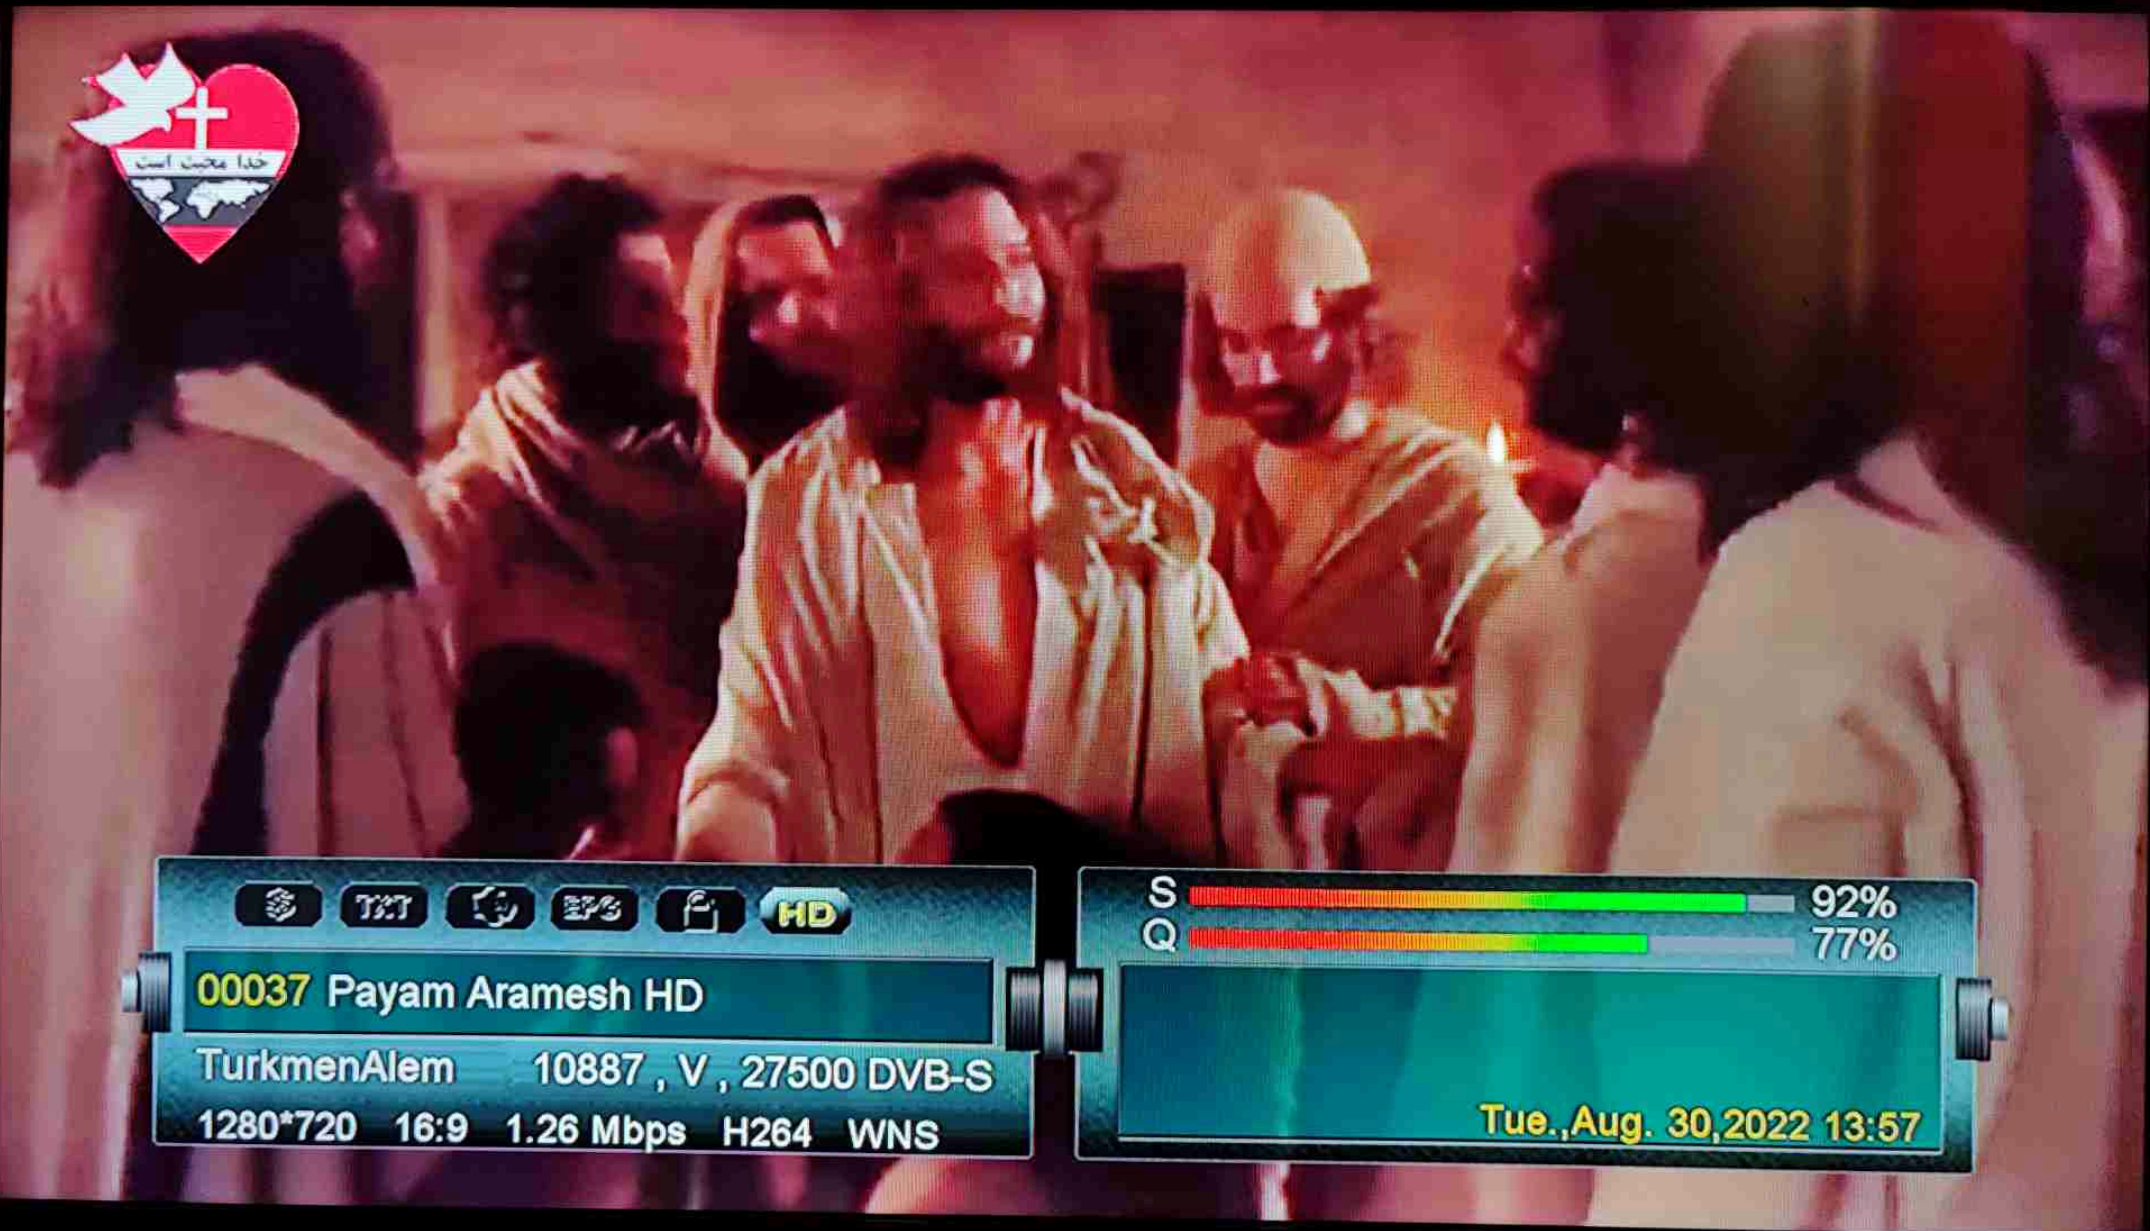 خدا محبت است
TXT EPG HD
S 92%
Q 77%
00037 Payam Aramesh HD
TurkmenAlem 10887 , V , 27500 DVB-S
1280*720 16:9 1.26 Mbps H264 WNS
Tue.,Aug. 30,2022 13:57